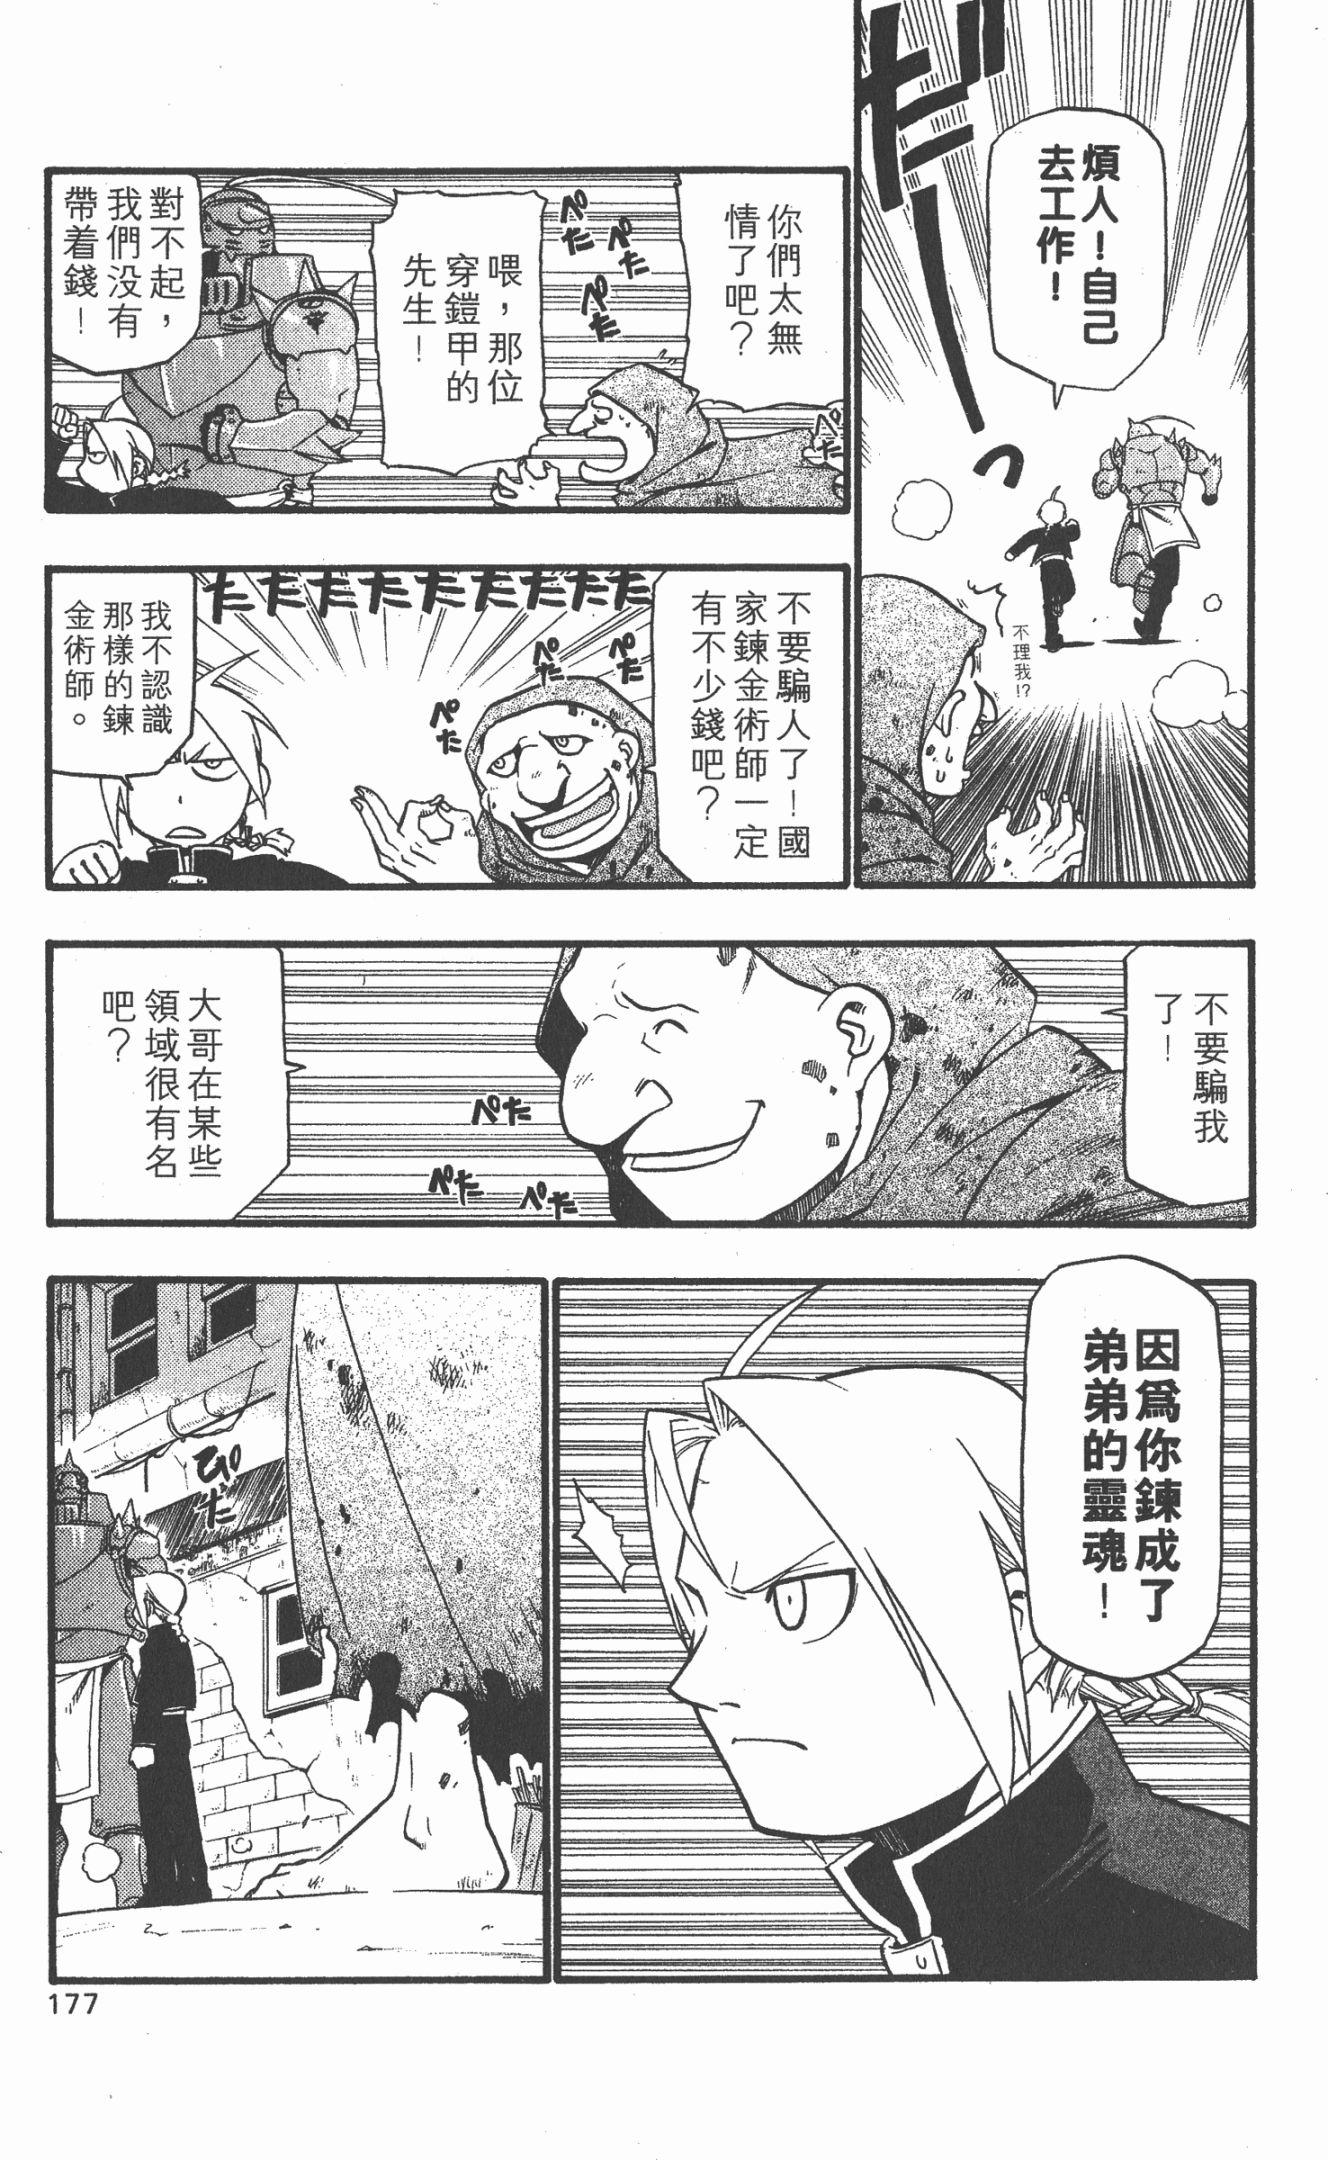 煩人！自己
去工作！
ドドーッ
不理我!?
你們太無
情了吧？
ぺた
ぺた
ぺた
ぺた
喂，那位
穿鎧甲的
先生！
對不起，
我們没有
帶着錢！
不要騙人了！國
家鍊金術師一定
有不少錢吧？
たたたたたたたたた
ぺた
ぺた
ぺた
我不認識
那樣的鍊
金術師。
不要騙我
了！
ぺた
ぺた
ぺた
大哥在某些
領域很有名
吧？
因爲你鍊成了
弟弟的靈魂！
ぴた
177